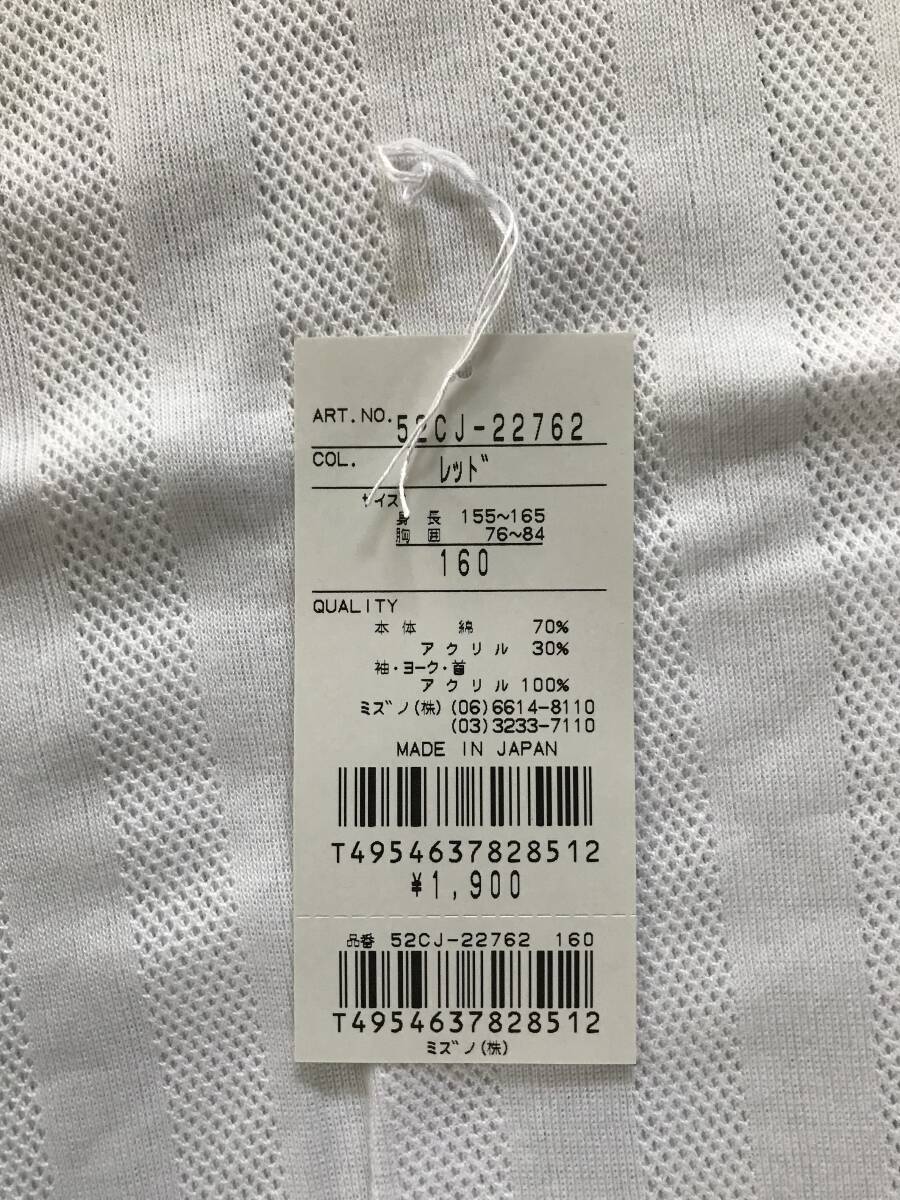 ART.NO. 52CJ-22762
COL. レッド
サイズ
身長 155~165
胸囲 76~84
160
QUALITY
本体 綿 70%
アクリル 30%
袖・ヨーク・首
アクリル 100%
ミズノ(株) (06)6614-8110
(03)3233-7110
MADE IN JAPAN
T4954637828512
¥1,900
品番 52CJ-22762 160
T4954637828512
ミズノ(株)